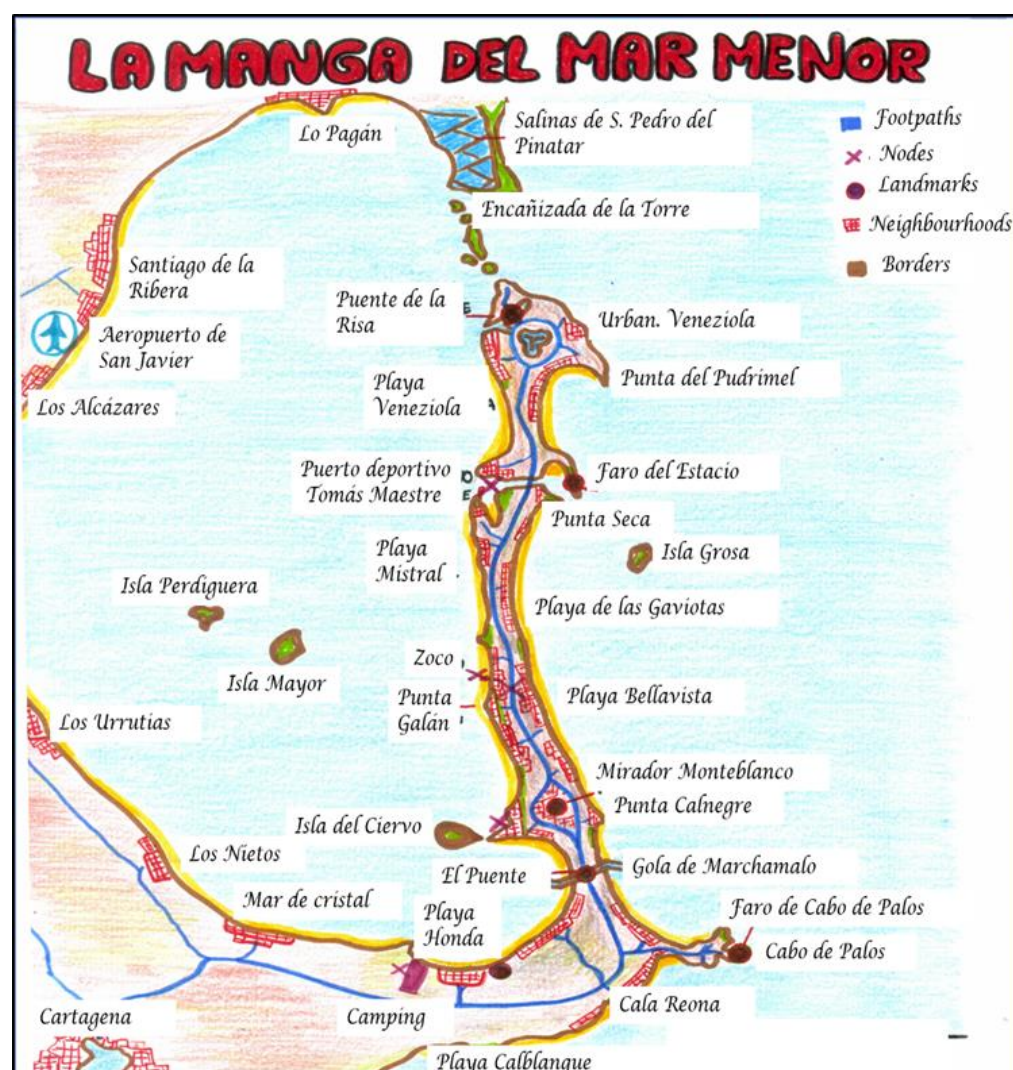 LA MANGA DEL MAR MENOR
Lo Pagán
Salinas de S. Pedro del
Pinatar
Footpaths
Nodes
Landmarks
Neighbourhoods
Borders
Encañizada de la Torre
Santiago de la
Ribera
Puente de la
Risa
E
Urban. Veneziola
Aeropuerto de
San Javier
Punta del Pudrimel
Playa
Veneziola
Los Alcázares
Puerto deportivo
Tomás Maestre
E
Faro del Estacio
Punta Seca
Playa
Mistral
Isla Grosa
Isla Perdiguera
Playa de las Gaviotas
Zoco
Isla Mayor
Punta
Galán
Playa Bellavista
Los Urrutias
Mirador Monteblanco
Punta Calnegre
Isla del Ciervo
Los Nietos
El Puente
Gola de Marchamalo
Mar de cristal
Playa
Honda
Faro de Cabo de Palos
Cabo de Palos
Cartagena
Camping
Cala Reona
Playa Calblanque